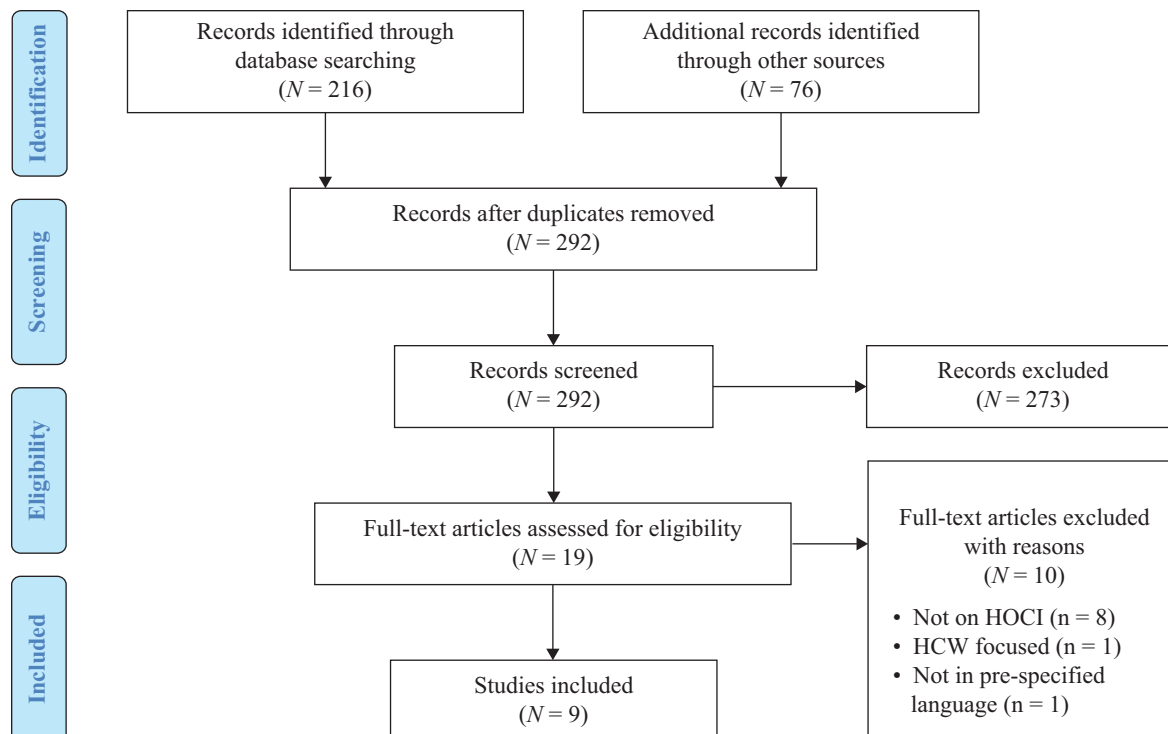 Identification
Records identified through
database searching
(N = 216)
Additional records identified
through other sources
(N = 76)
Screening
Records after duplicates removed
(N = 292)
Records screened
(N = 292)
Records excluded
(N = 273)
Eligibility
Full-text articles assessed for eligibility
(N = 19)
Full-text articles excluded
with reasons
(N = 10)
• Not on HOCI (n = 8)
• HCW focused (n = 1)
• Not in pre-specified
language (n = 1)
Included
Studies included
(N = 9)